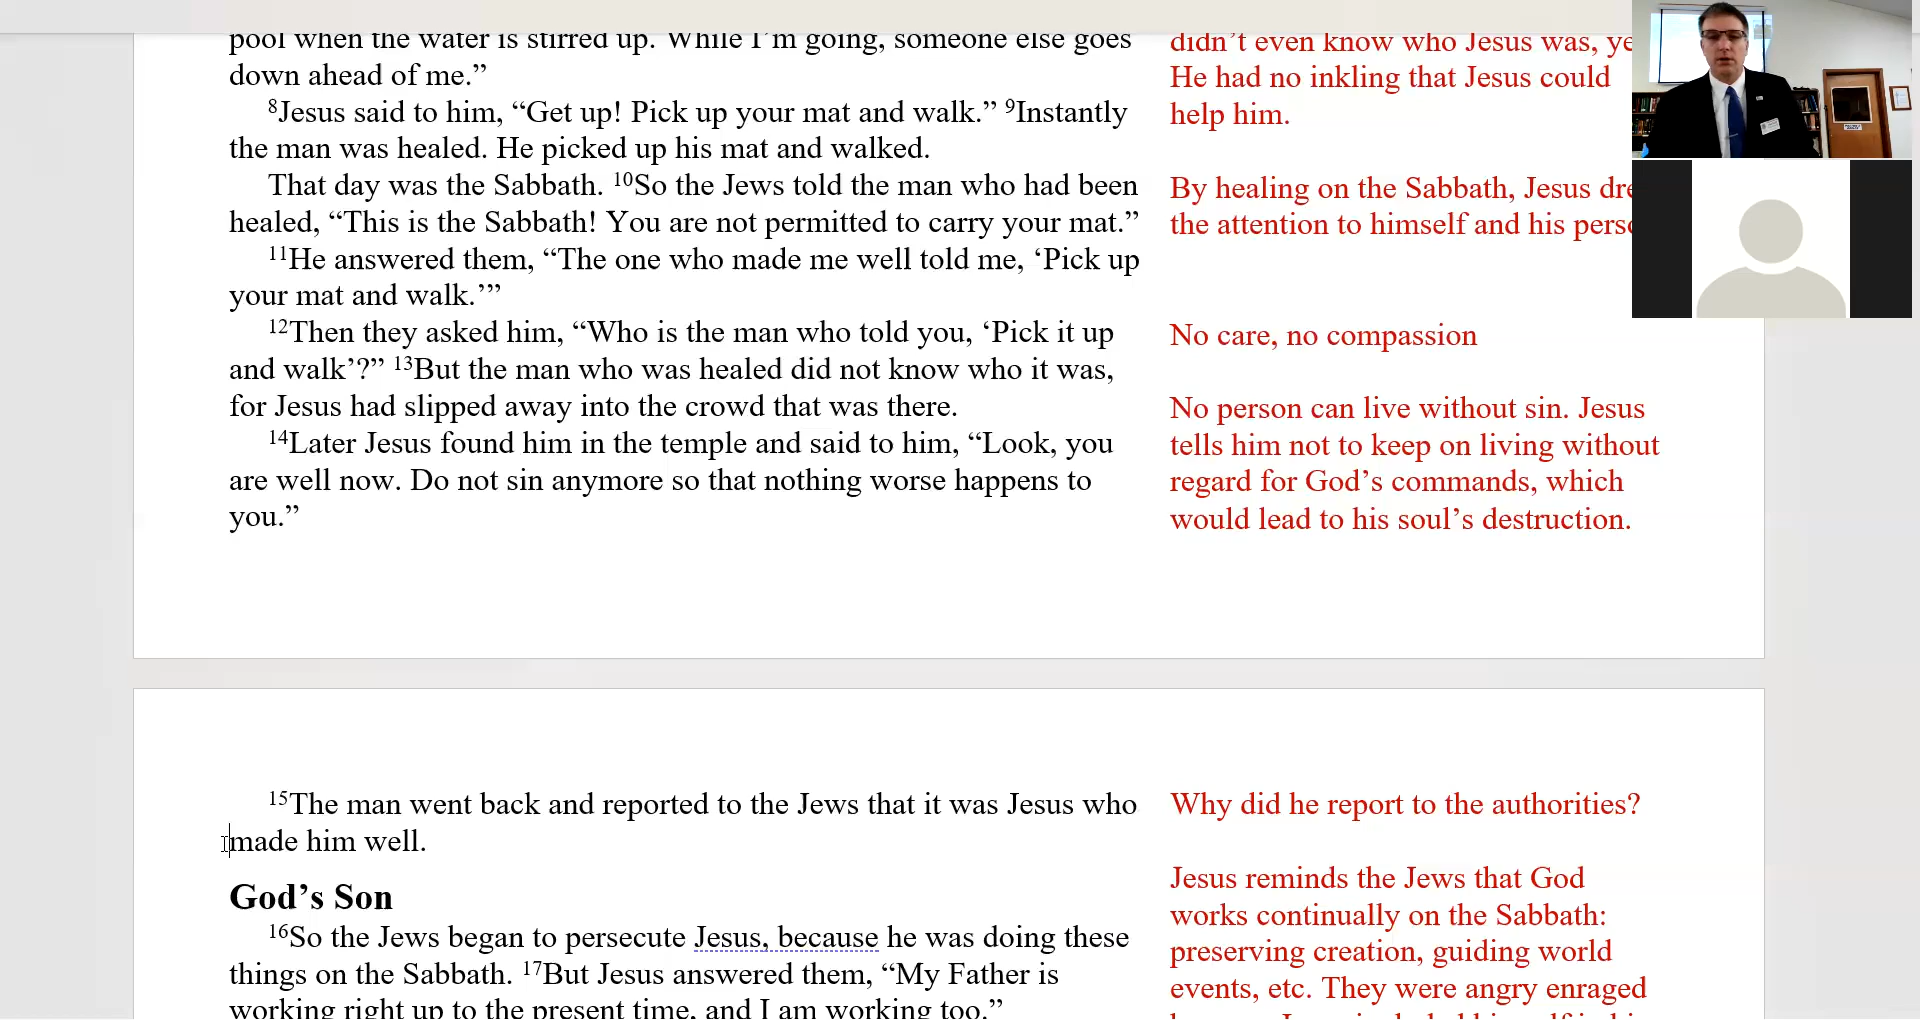 pool when the water is stirred up. While I’m going, someone else goes
down ahead of me.”
⁸Jesus said to him, “Get up! Pick up your mat and walk.” ⁹Instantly
the man was healed. He picked up his mat and walked.
That day was the Sabbath. ¹⁰So the Jews told the man who had been
healed, “This is the Sabbath! You are not permitted to carry your mat.”
¹¹He answered them, “The one who made me well told me, ‘Pick up
your mat and walk.’”
¹²Then they asked him, “Who is the man who told you, ‘Pick it up
and walk’?” ¹³But the man who was healed did not know who it was,
for Jesus had slipped away into the crowd that was there.
¹⁴Later Jesus found him in the temple and said to him, “Look, you
are well now. Do not sin anymore so that nothing worse happens to
you.”
didn’t even know who Jesus was, ye
He had no inkling that Jesus could
help him.
By healing on the Sabbath, Jesus dre
the attention to himself and his pers
No care, no compassion
No person can live without sin. Jesus
tells him not to keep on living without
regard for God’s commands, which
would lead to his soul’s destruction.
¹⁵The man went back and reported to the Jews that it was Jesus who
made him well.
God’s Son
¹⁶So the Jews began to persecute Jesus, because he was doing these
things on the Sabbath. ¹⁷But Jesus answered them, “My Father is
working right up to the present time, and I am working too.”
Why did he report to the authorities?
Jesus reminds the Jews that God
works continually on the Sabbath:
preserving creation, guiding world
events, etc. They were angry enraged